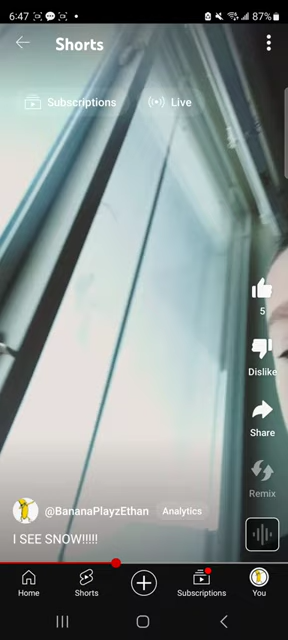 6:47
87%
Shorts
Subscriptions
Live
5
Dislike
Share
Remix
@BananaPlayzEthan
Analytics
I SEE SNOW!!!!!
Home
Shorts
Subscriptions
You